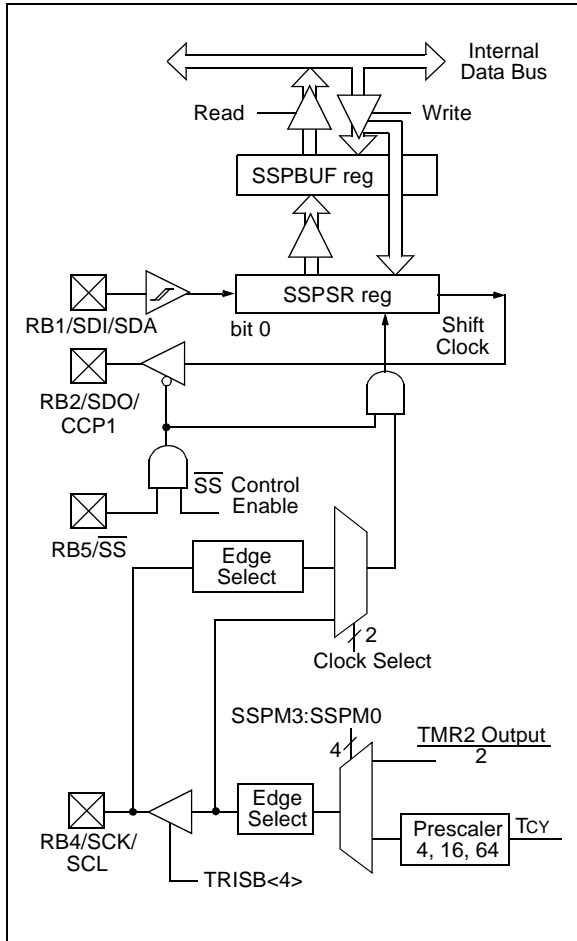 Internal
Data Bus
Read
Write
SSPBUF reg
SSPSR reg
RB1/SDI/SDA
bit 0
Shift
Clock
RB2/SDO/
CCP1
SS Control
Enable
RB5/SS
Edge
Select
2
Clock Select
SSPM3:SSPM0
TMR2 Output
2
4
Edge
Select
Prescaler
4, 16, 64
TCY
RB4/SCK/
SCL
TRISB<4>